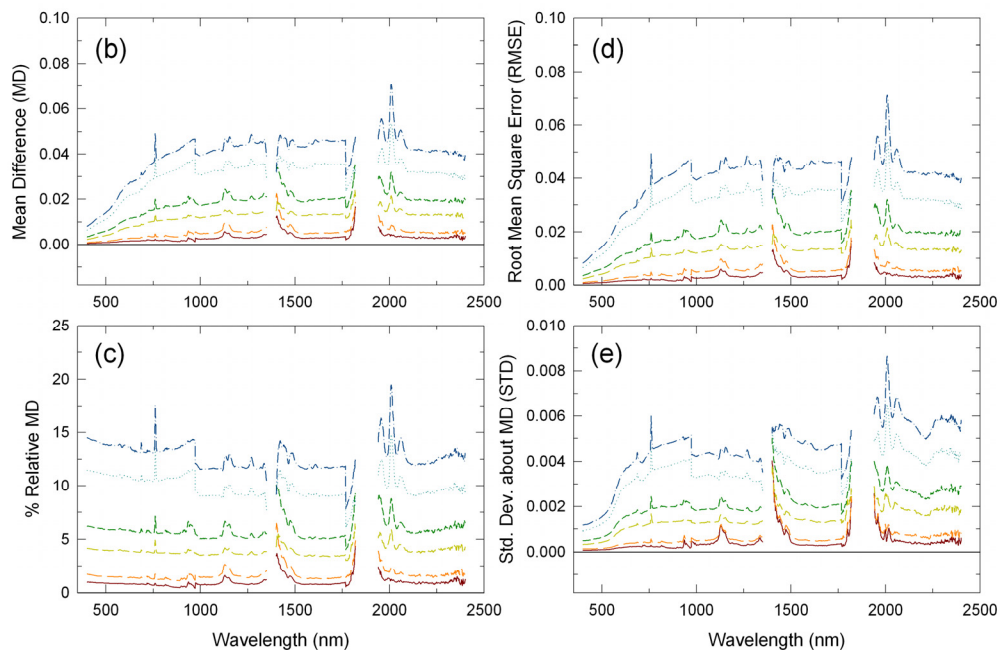 (b)
Mean Difference (MD)
0.10
0.08
0.06
0.04
0.02
0.00
500 1000 1500 2000 2500
(d)
Root Mean Square Error (RMSE)
0.10
0.08
0.06
0.04
0.02
0.00
500 1000 1500 2000 2500
(c)
% Relative MD
25
20
15
10
5
0
500 1000 1500 2000 2500
Wavelength (nm)
(e)
Std. Dev. about MD (STD)
0.010
0.008
0.006
0.004
0.002
0.000
500 1000 1500 2000 2500
Wavelength (nm)